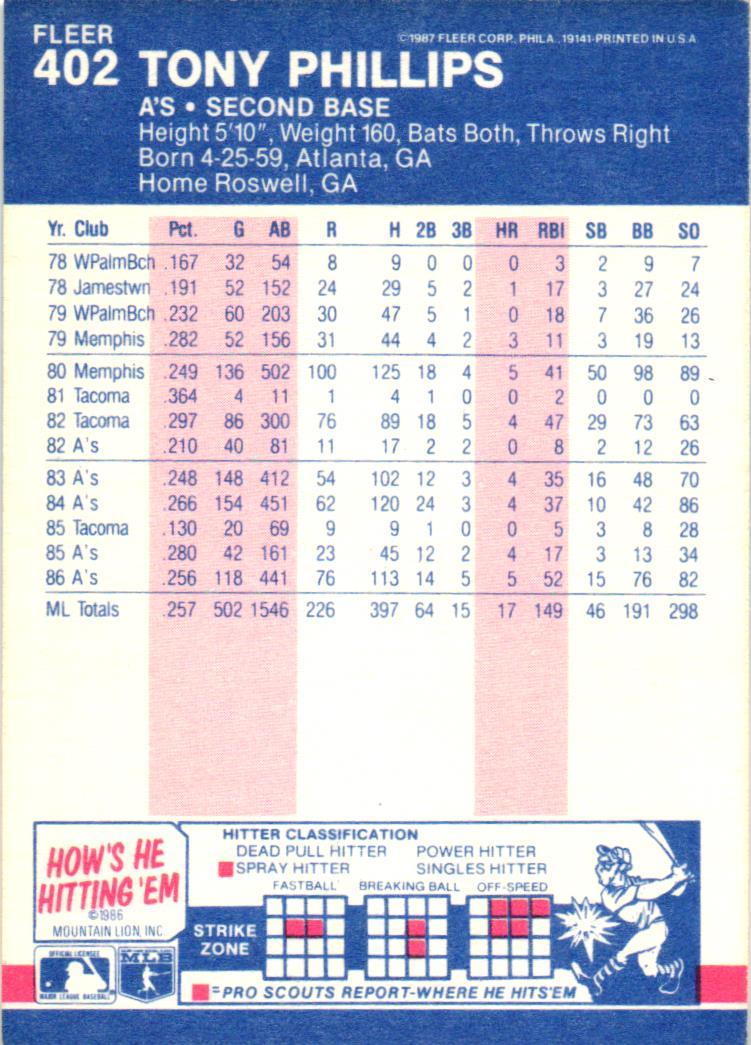 FLEER
©1987 FLEER CORP., PHILA., 19141-PRINTED IN U.S.A.
402 TONY PHILLIPS
A'S • SECOND BASE
Height 5'10", Weight 160, Bats Both, Throws Right
Born 4-25-59, Atlanta, GA
Home Roswell, GA
Yr. Club Pct. G AB R H 2B 3B HR RBI SB BB SO
78 WPalmBch .167 32 54 8 9 0 0 0 3 2 9 7
78 Jamestwn .191 52 152 24 29 5 2 1 17 3 27 24
79 WPalmBch .232 60 203 30 47 5 1 0 18 7 36 26
79 Memphis .282 52 156 31 44 4 2 3 11 3 19 13
80 Memphis .249 136 502 100 125 18 4 5 41 50 98 89
81 Tacoma .364 4 11 1 4 1 0 0 2 0 0 0
82 Tacoma .297 86 300 76 89 18 5 4 47 29 73 63
82 A's .210 40 81 11 17 2 2 0 8 2 12 26
83 A's .248 148 412 54 102 12 3 4 35 16 48 70
84 A's .266 154 451 62 120 24 3 4 37 10 42 86
85 Tacoma .130 20 69 9 9 1 0 0 5 3 8 28
85 A's .280 42 161 23 45 12 2 4 17 3 13 34
86 A's .256 118 441 76 113 14 5 5 52 15 76 82
ML Totals .257 502 1546 226 397 64 15 17 149 46 191 298
HOW'S HE
HITTING 'EM
©1986
MOUNTAIN LION, INC.
HITTER CLASSIFICATION
DEAD PULL HITTER POWER HITTER
SPRAY HITTER SINGLES HITTER
FASTBALL BREAKING BALL OFF-SPEED
STRIKE
ZONE
=PRO SCOUTS REPORT-WHERE HE HITS'EM
OFFICIAL LICENSEE
MAJOR LEAGUE BASEBALL
MLB